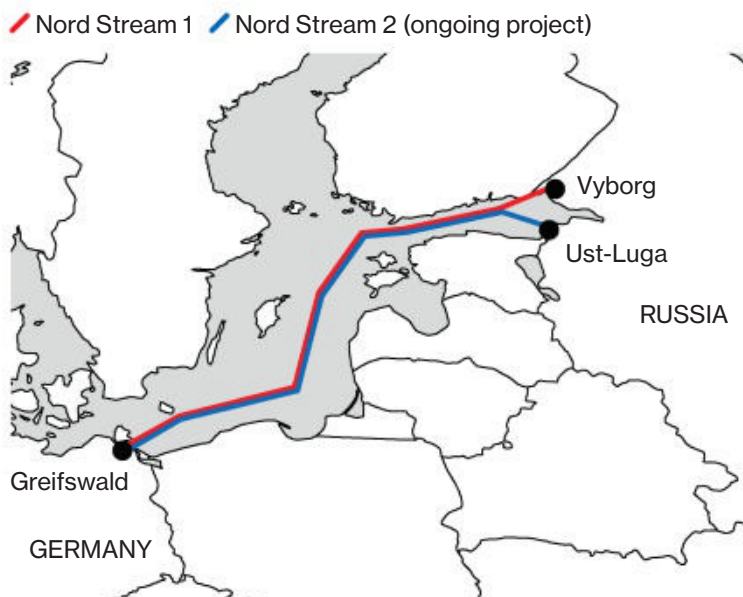 Nord Stream 1 Nord Stream 2 (ongoing project)
Vyborg
Ust-Luga
RUSSIA
Greifswald
GERMANY